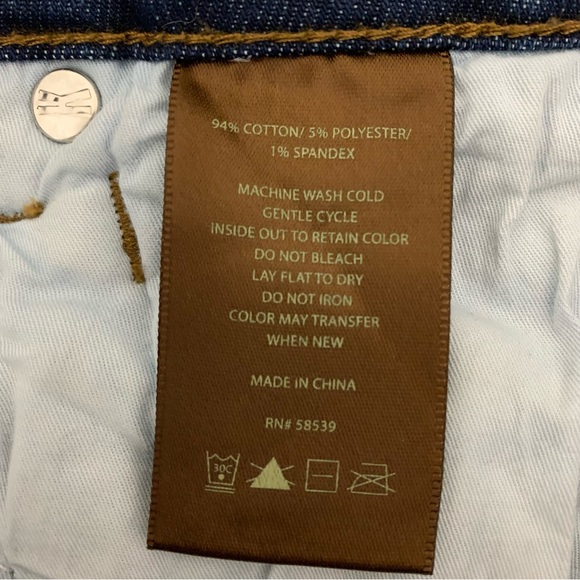 94% COTTON/ 5% POLYESTER/
1% SPANDEX
MACHINE WASH COLD
GENTLE CYCLE
INSIDE OUT TO RETAIN COLOR
DO NOT BLEACH
LAY FLAT TO DRY
DO NOT IRON
COLOR MAY TRANSFER
WHEN NEW
MADE IN CHINA
RN# 58539
30C